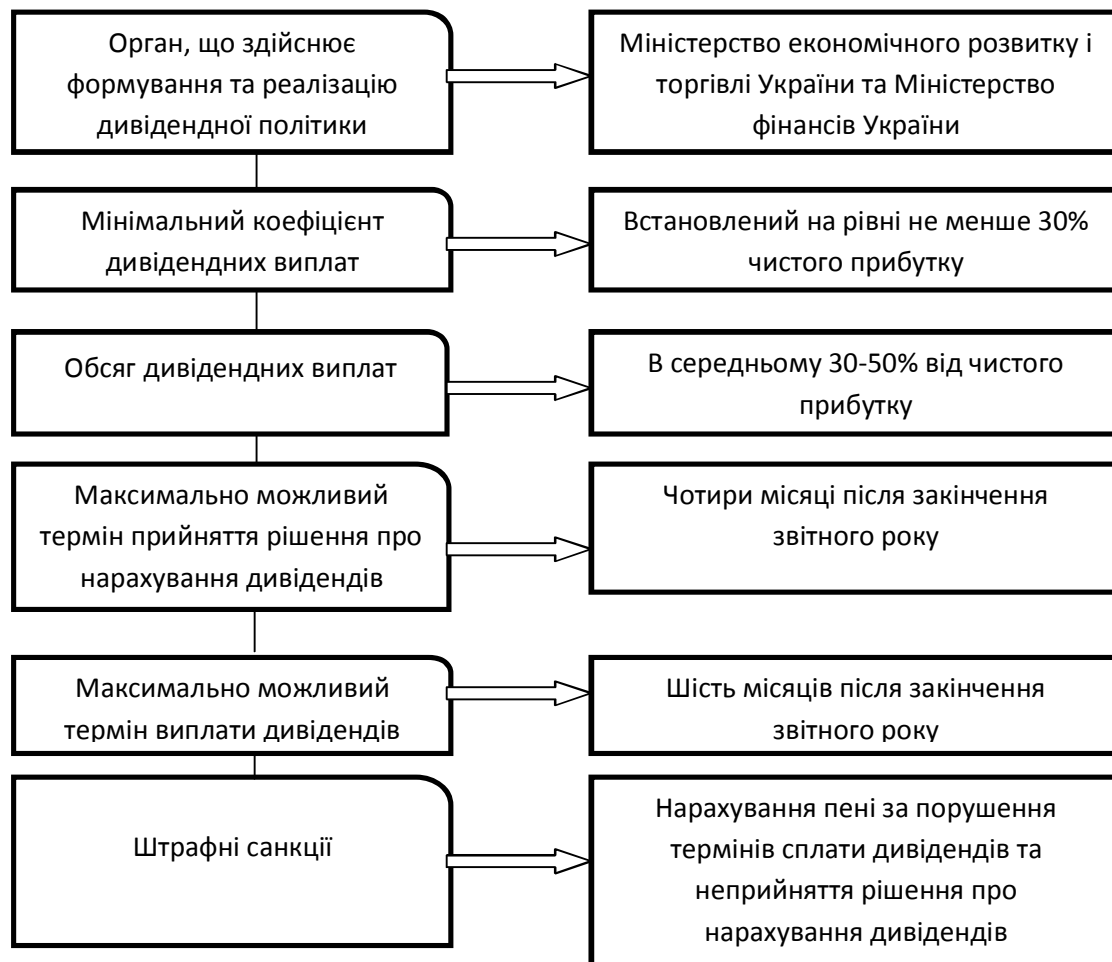 Орган, що здійснює
формування та реалізацію
дивідендної політики
Міністерство економічного розвитку і
торгівлі України та Міністерство
фінансів України
Мінімальний коефіцієнт
дивідендних виплат
Встановлений на рівні не менше 30%
чистого прибутку
Обсяг дивідендних виплат
В середньому 30-50% від чистого
прибутку
Максимально можливий
термін прийняття рішення про
нарахування дивідендів
Чотири місяці після закінчення
звітного року
Максимально можливий
термін виплати дивідендів
Шість місяців після закінчення
звітного року
Штрафні санкції
Нарахування пені за порушення
термінів сплати дивідендів та
неприйняття рішення про
нарахування дивідендів